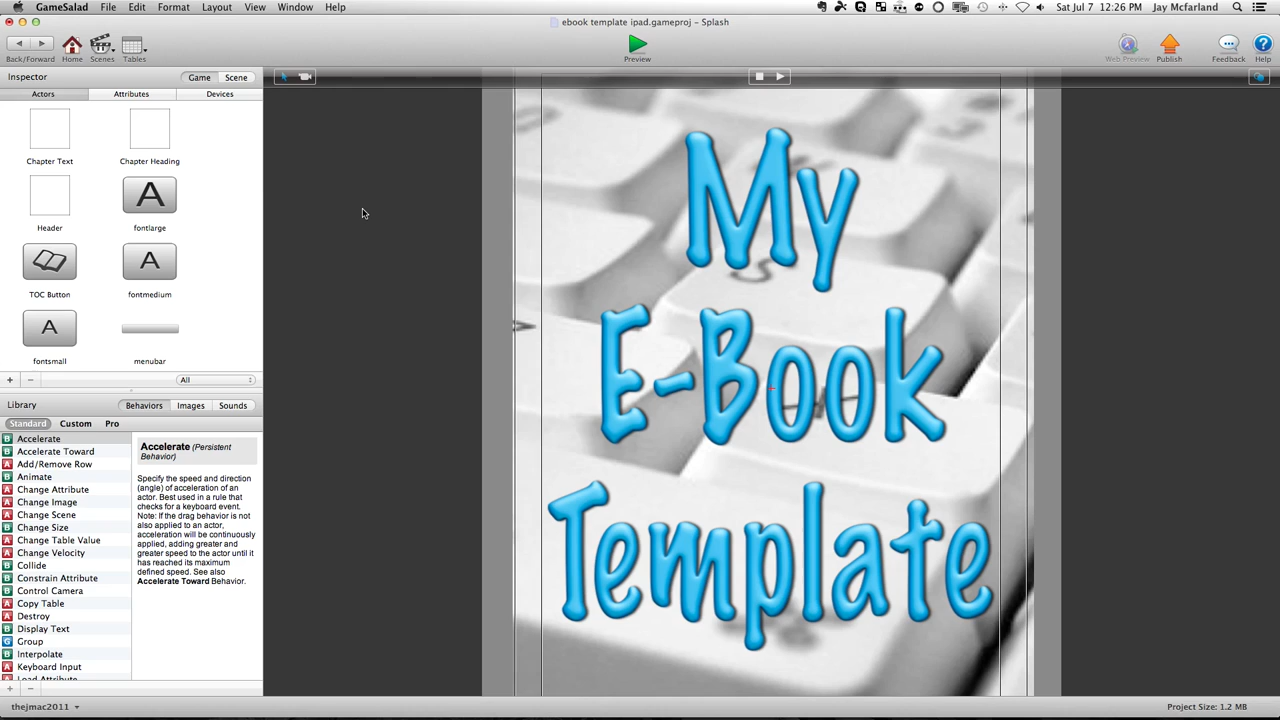 GameSalad File Edit Format Layout View Window Help Sat Jul 7 12:26 PM Jay Mcfarland
ebook template ipad.gameproj – Splash
Back/Forward Home Scenes Tables Preview Web Preview Publish Feedback Help
Inspector Game Scene
Actors Attributes Devices
Chapter Text Chapter Heading
A
Header fontlarge
A
TOC Button fontmedium
A
fontsmall menubar
+ − All
Library Behaviors Images Sounds
Standard Custom Pro
B Accelerate
B Accelerate Toward
A Add/Remove Row
B Animate
A Change Attribute
A Change Image
A Change Scene
B Change Size
A Change Table Value
A Change Velocity
B Collide
B Constrain Attribute
B Control Camera
A Copy Table
A Destroy
B Display Text
G Group
B Interpolate
A Keyboard Input
A Load Attribute
Accelerate (Persistent
Behavior)
Specify the speed and direction
(angle) of acceleration of an
actor. Best used in a rule that
checks for a keyboard event.
Note: If the drag behavior is not
also applied to an actor,
acceleration will be continuously
applied, adding greater and
greater speed to the actor until it
has reached its maximum
defined speed. See also
Accelerate Toward Behavior.
My
E-Book
Template
thejmac2011 Project Size: 1.2 MB